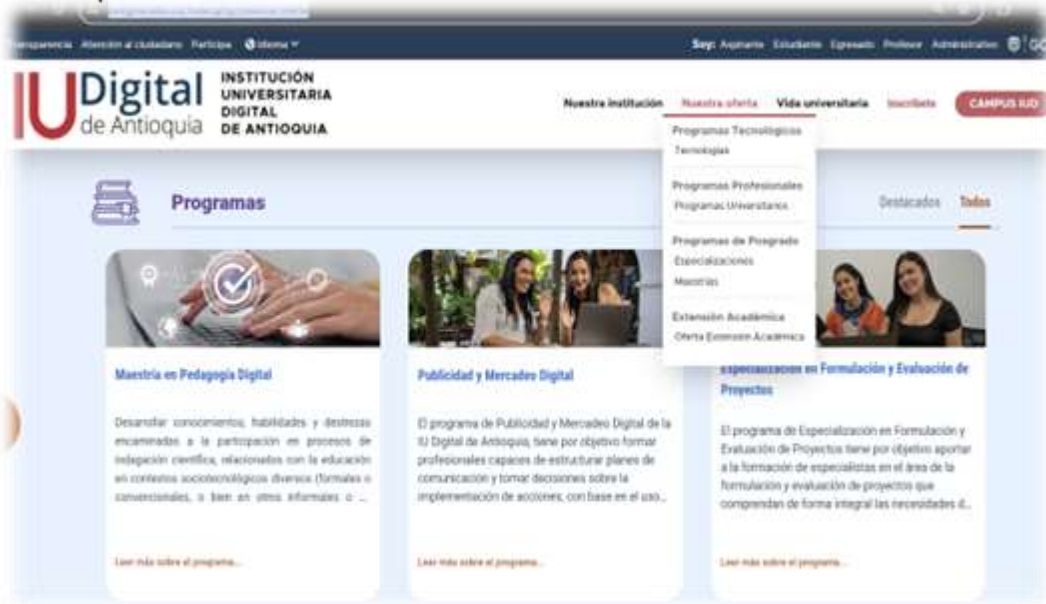 Transparencia Atención al ciudadano Participa Idioma
Soy: Aspirante Estudiante Egresado Profesor Administrativo
IUDigital
de Antioquia
INSTITUCIÓN
UNIVERSITARIA
DIGITAL
DE ANTIOQUIA
Nuestra institución Nuestra oferta Vida universitaria Inscríbete CAMPUS IUD
Programas Tecnológicos
Tecnologías
Programas Profesionales
Programas Universitarios
Programas de Posgrado
Especializaciones
Maestrías
Extensión Académica
Oferta Extensión Académica
Programas
Destacados Todos
Maestría en Pedagogía Digital
Desarrollar conocimientos, habilidades y destrezas
encaminados a la participación en procesos de
indagación científica, relacionados con la educación
en contextos sociotecnológicos diversos (formales o
convencionales, o bien en otros informales o ...
Leer más sobre el programa...
Publicidad y Mercadeo Digital
El programa de Publicidad y Mercadeo Digital de la
IU Digital de Antioquia, tiene por objetivo formar
profesionales capaces de estructurar planes de
comunicación y tomar decisiones sobre la
implementación de acciones, con base en el uso...
Leer más sobre el programa...
Especialización en Formulación y Evaluación de
Proyectos
El programa de Especialización en Formulación y
Evaluación de Proyectos tiene por objetivo aportar
a la formación de especialistas en el área de la
formulación y evaluación de proyectos que
comprendan de forma integral las necesidades d...
Leer más sobre el programa...